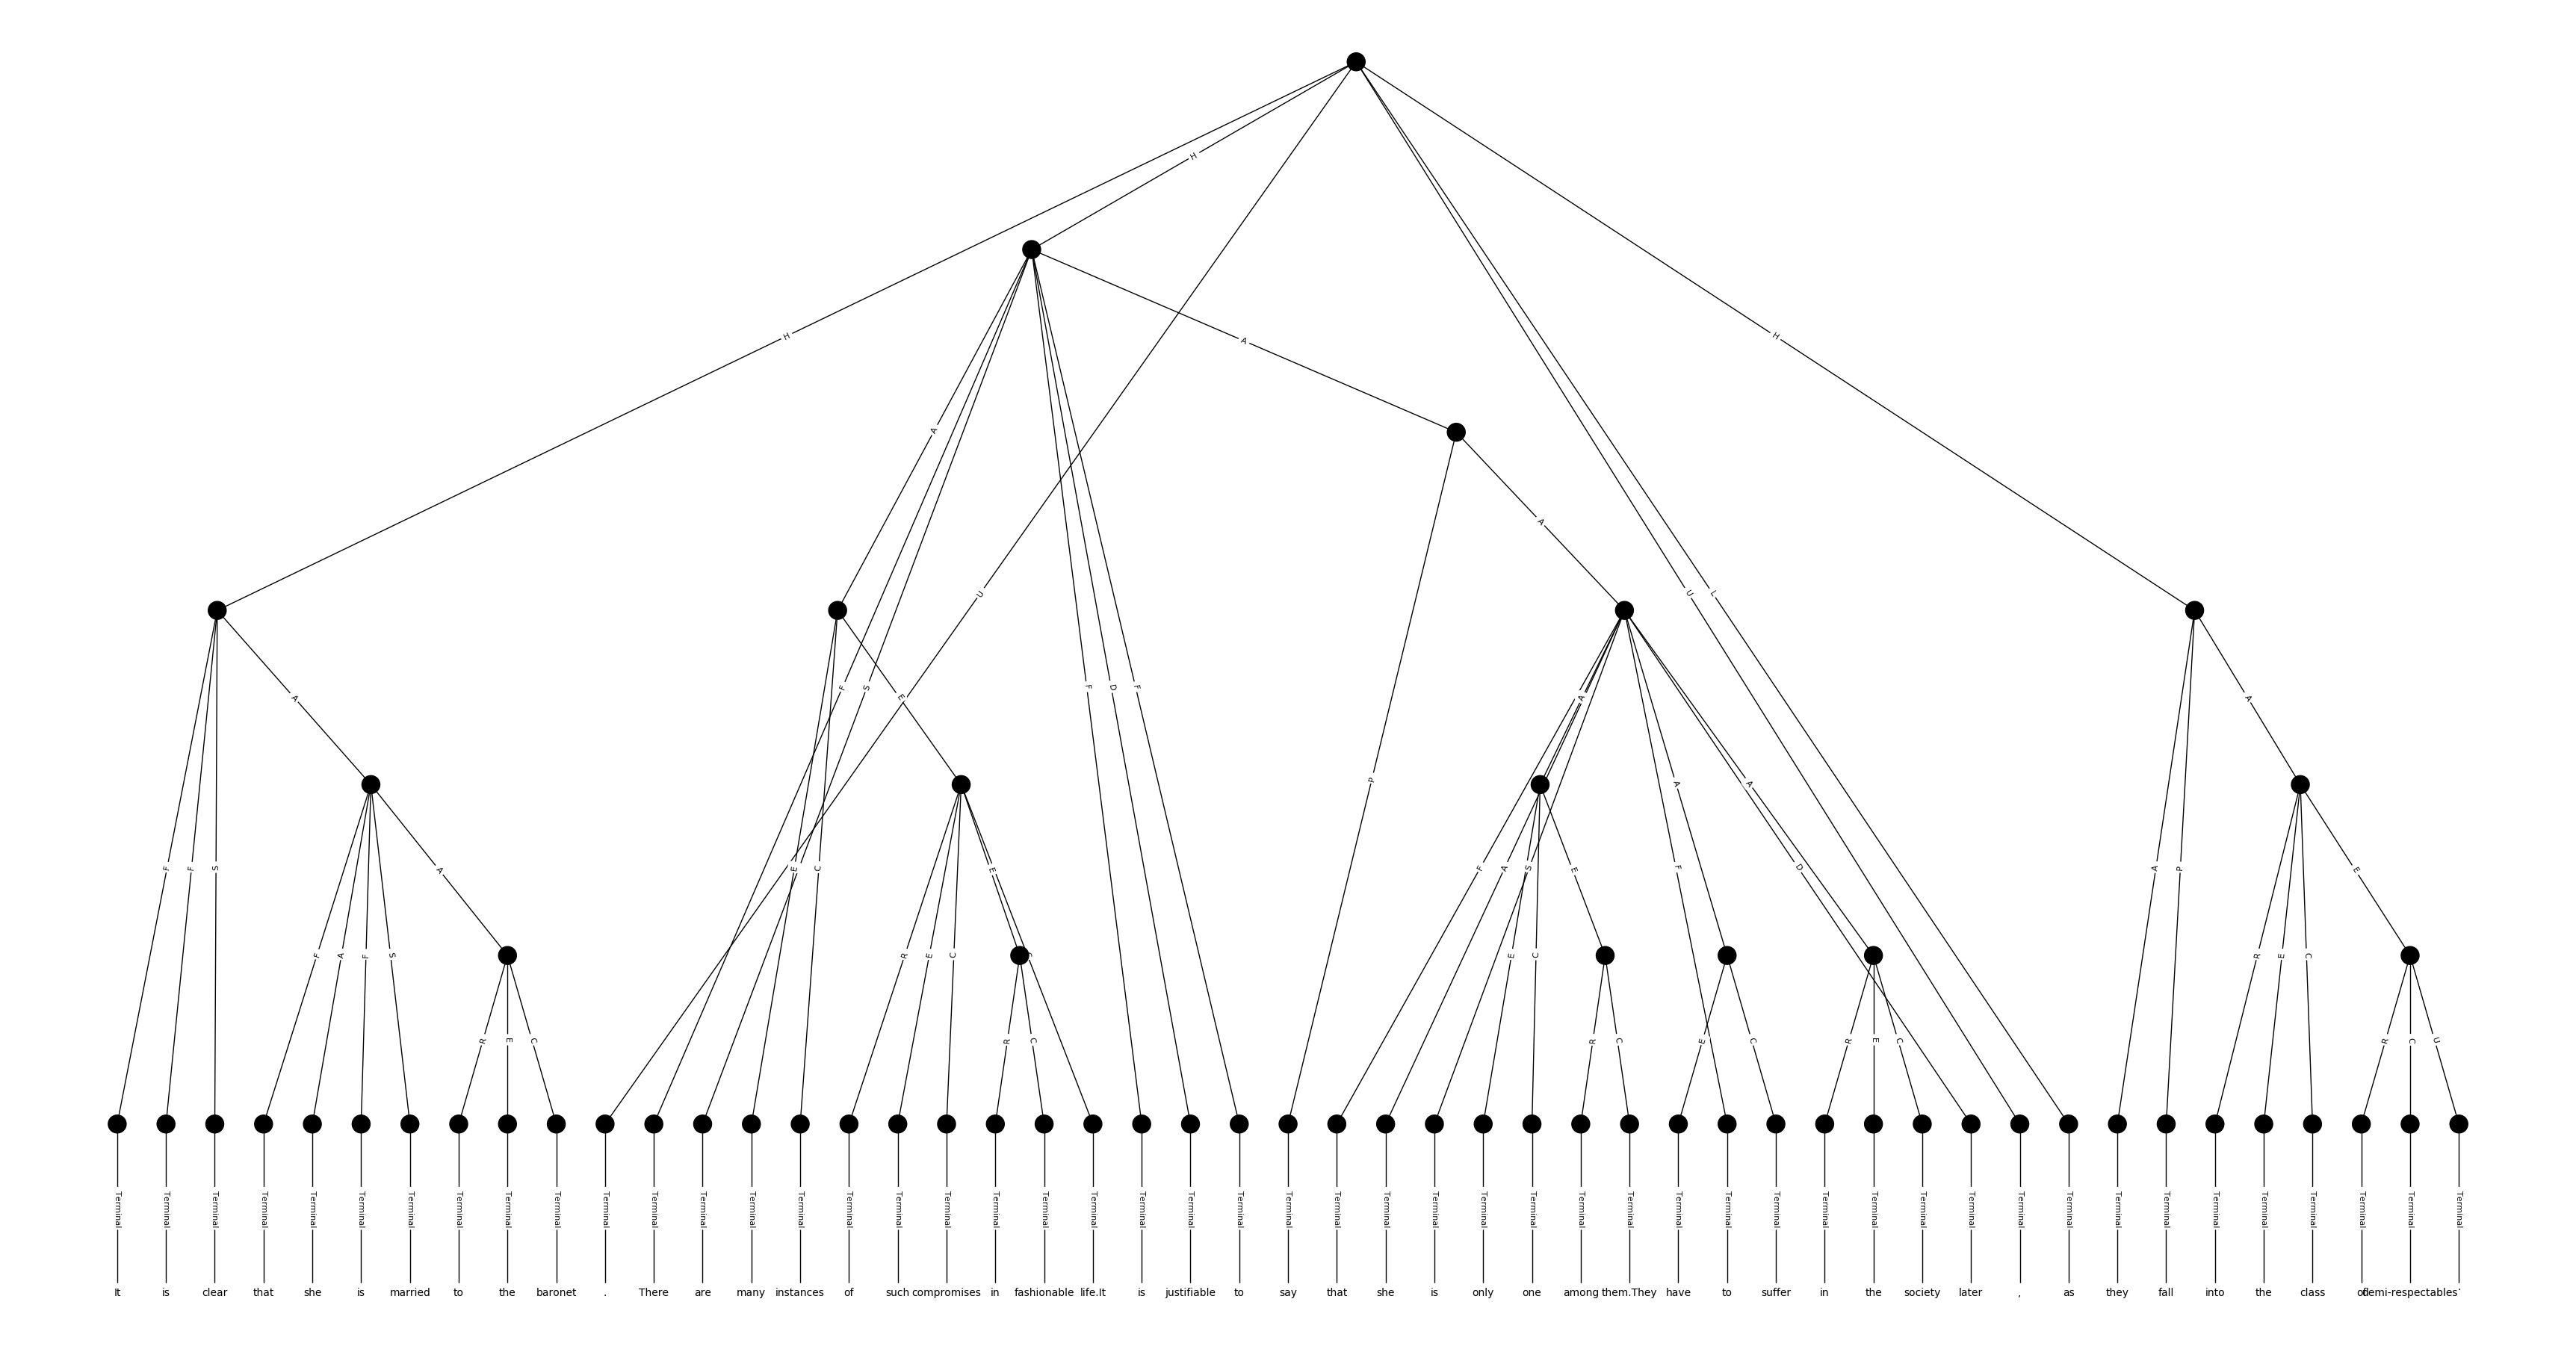 H
H
H
A
A
A
U
U
L
F
S
F
D
F
A
E
A
A
P
A
A
F
F
S
A
E
C
E
F
A
S
E
F
D
A
P
E
F
A
F
S
R
E
C
E
C
R
E
C
R
E
C
R
C
R
C
E
C
R
E
C
R
C
U
Terminal Terminal Terminal Terminal Terminal Terminal Terminal Terminal Terminal Terminal Terminal Terminal Terminal Terminal Terminal Terminal Terminal Terminal Terminal Terminal Terminal Terminal Terminal Terminal Terminal Terminal Terminal Terminal Terminal Terminal Terminal Terminal Terminal Terminal Terminal Terminal Terminal Terminal Terminal Terminal Terminal Terminal Terminal Terminal Terminal Terminal Terminal Terminal Terminal
It is clear that she is married to the baronet . There are many instances of such compromises in fashionable life.It is justifiable to say that she is only one among them.They have to suffer in the society later , as they fall into the class of demi-respectables`